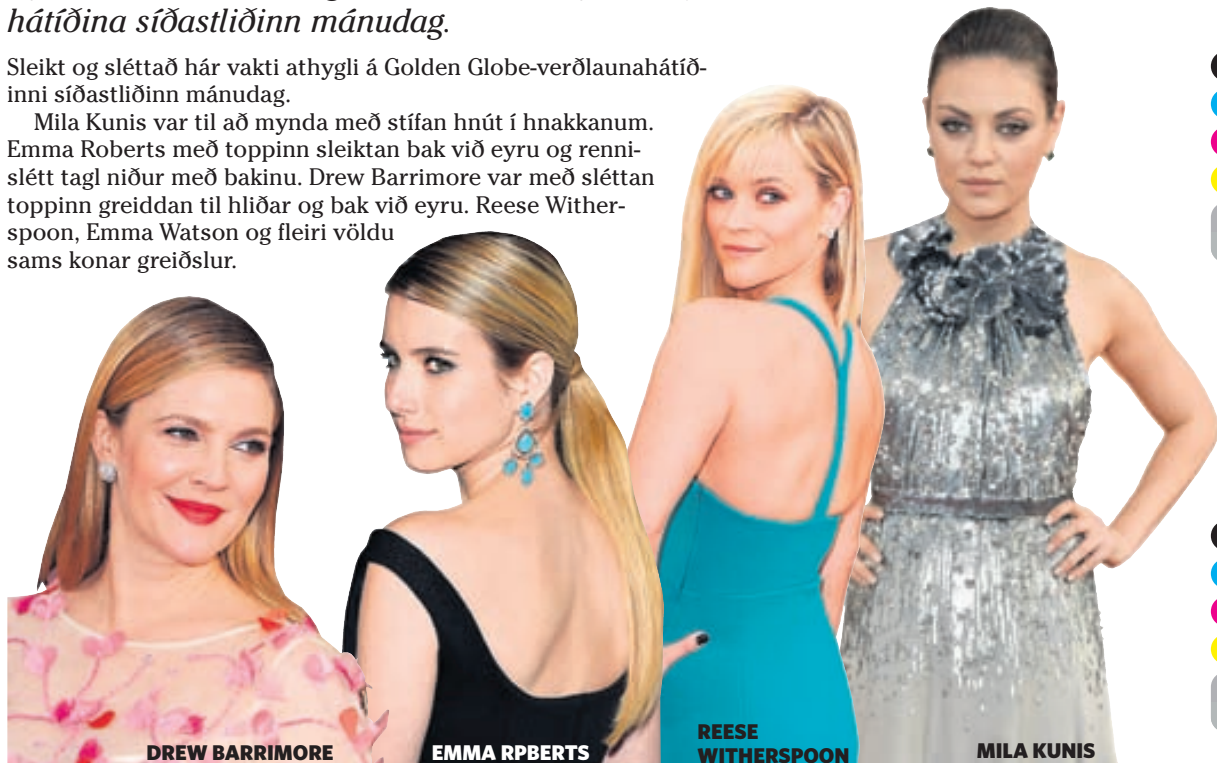 hátíðina síðastliðinn mánudag.
Sleikt og sléttað hár vakti athygli á Golden Globe-verðlaunahátíð-
inni síðastliðinn mánudag.
Mila Kunis var til að mynda með stífan hnút í hnakkanum.
Emma Roberts með toppinn sleiktan bak við eyru og renni-
slétt tagl niður með bakinu. Drew Barrimore var með sléttan
toppinn greiddan til hliðar og bak við eyru. Reese Wither-
spoon, Emma Watson og fleiri völdu
sams konar greiðslur.
DREW BARRIMORE
EMMA RPBERTS
REESE
WITHERSPOON
MILA KUNIS